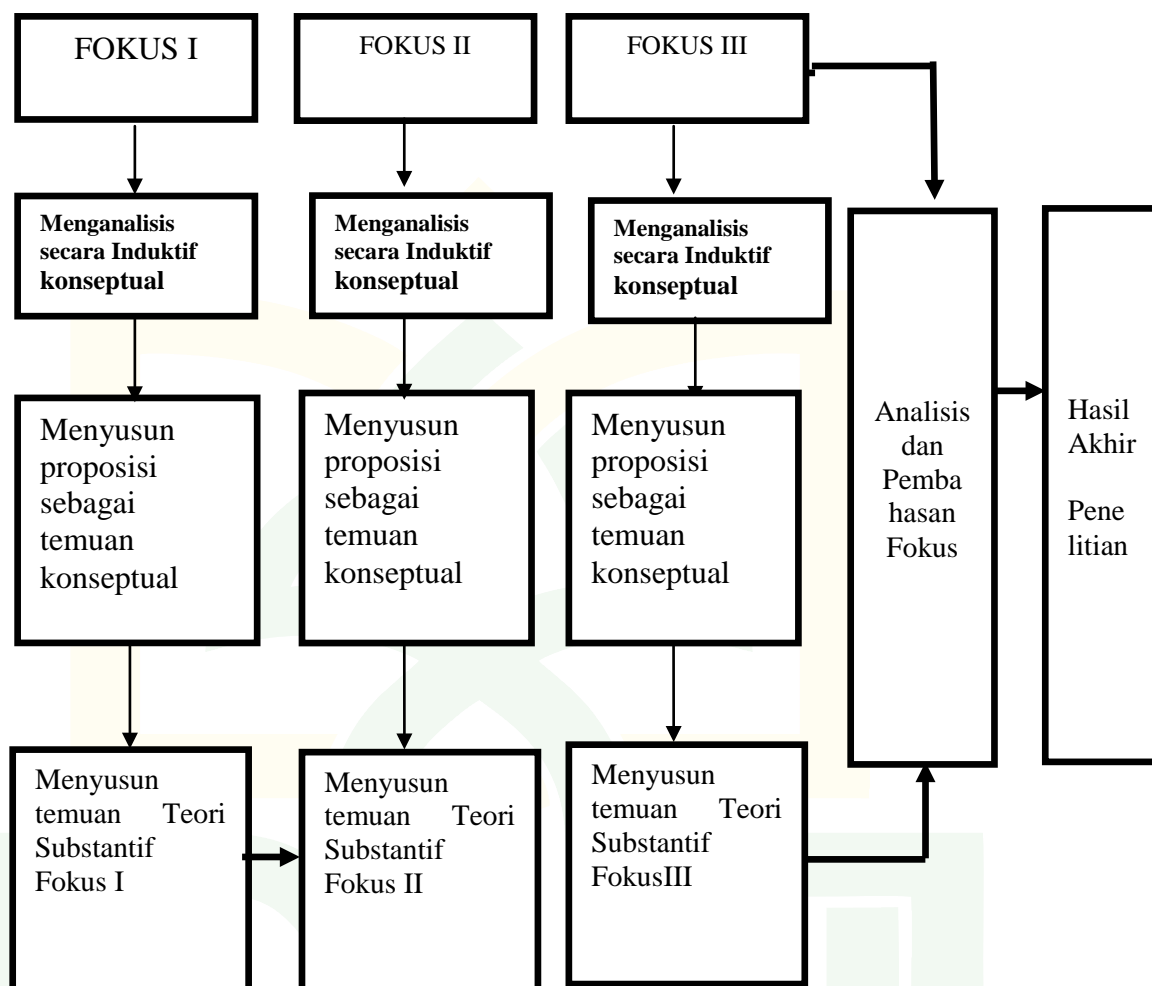 FOKUS I
FOKUS II
FOKUS III
Menganalisis
secara Induktif
konseptual
Menganalisis
secara Induktif
konseptual
Menganalisis
secara Induktif
konseptual
Menyusun
proposisi
sebagai
temuan
konseptual
Menyusun
proposisi
sebagai
temuan
konseptual
Menyusun
proposisi
sebagai
temuan
konseptual
Menyusun
temuan Teori
Substantif
Fokus I
Menyusun
temuan Teori
Substantif
Fokus II
Menyusun
temuan Teori
Substantif
FokusIII
Analisis
dan
Pemba
hasan
Fokus
Hasil
Akhir
Pene
litian